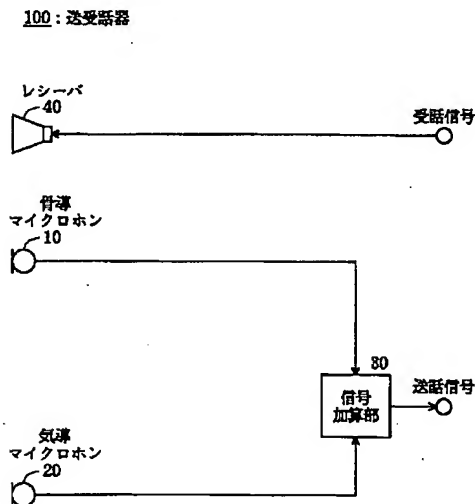 100：送受話器
レシーバ
40
受話信号
骨導
マイクロホン
10
80
信号
加算部
送話信号
気導
マイクロホン
20